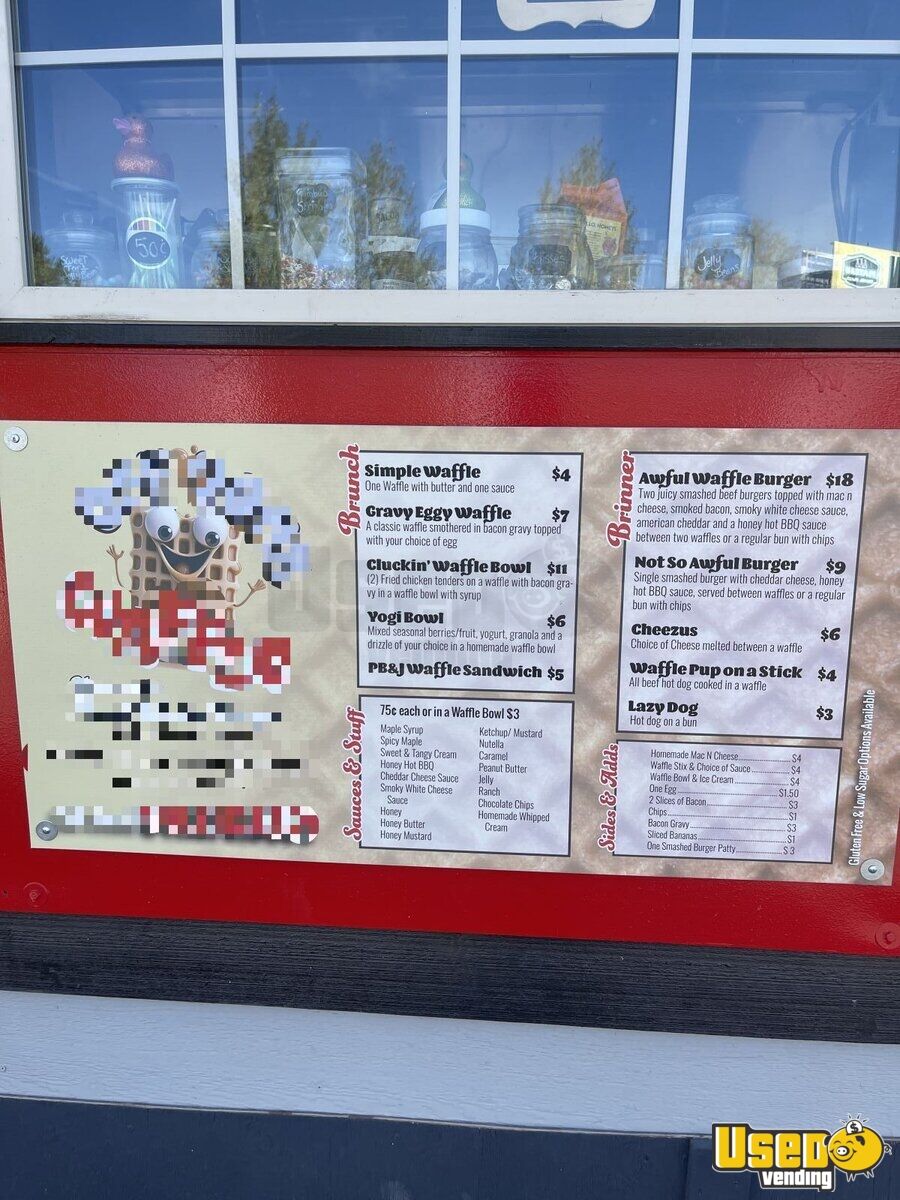 50¢
Jelly
Beans
Brunch
Simple Waffle $4
One Waffle with butter and one sauce
Gravy Eggy Waffle $7
A classic waffle smothered in bacon gravy topped
with your choice of egg
Cluckin' Waffle Bowl $11
(2) Fried chicken tenders on a waffle with bacon gra-
vy in a waffle bowl with syrup
Yogi Bowl $6
Mixed seasonal berries/fruit, yogurt, granola and a
drizzle of your choice in a homemade waffle bowl
PB&J Waffle Sandwich $5
Sauces & Stuff
75¢ each or in a Waffle Bowl $3
Maple Syrup
Spicy Maple
Sweet & Tangy Cream
Honey Hot BBQ
Cheddar Cheese Sauce
Smoky White Cheese
Sauce
Honey
Honey Butter
Honey Mustard
Ketchup/ Mustard
Nutella
Caramel
Peanut Butter
Jelly
Ranch
Chocolate Chips
Homemade Whipped
Cream
Brinner
Awful Waffle Burger $18
Two juicy smashed beef burgers topped with mac n
cheese, smoked bacon, smoky white cheese sauce,
american cheddar and a honey hot BBQ sauce
between two waffles or a regular bun with chips
Not So Awful Burger $9
Single smashed burger with cheddar cheese, honey
hot BBQ sauce, served between waffles or a regular
bun with chips
Cheezus $6
Choice of Cheese melted between a waffle
Waffle Pup on a Stick $4
All beef hot dog cooked in a waffle
Lazy Dog $3
Hot dog on a bun
Sides & Adds
Homemade Mac N Cheese $4
Waffle Stix & Choice of Sauce $4
Waffle Bowl & Ice Cream $4
One Egg $1.50
2 Slices of Bacon $3
Chips $1
Bacon Gravy $3
Sliced Bananas $1
One Smashed Burger Patty $ 3
Gluten Free & Low Sugar Options Available
Used
vending